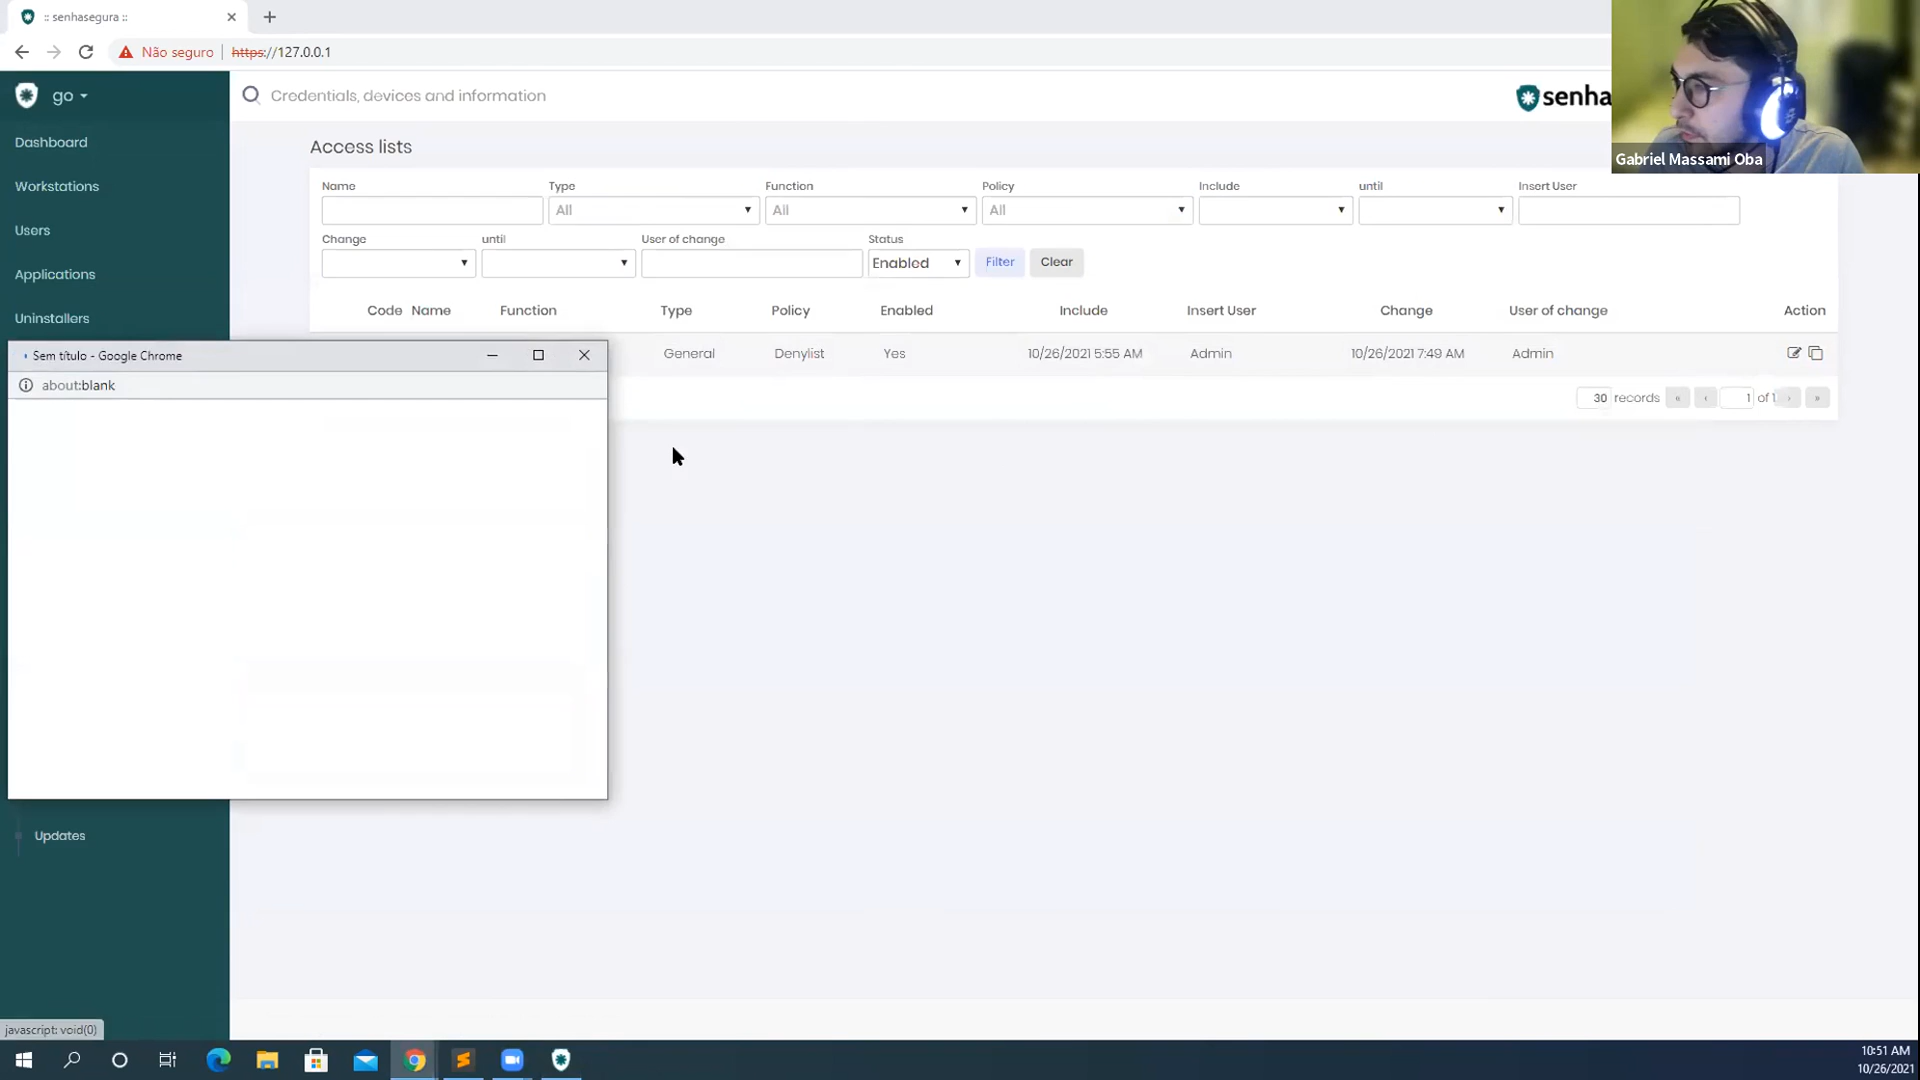 :: senhasegura ::
Não seguro | https://127.0.0.1
go
Credentials, devices and information
senha
Gabriel Massami Oba
Dashboard
Workstations
Users
Applications
Uninstallers
Updates
Access lists
Name Type Function Policy Include until Insert User
All All All
Change until User of change Status
Enabled Filter Clear
Code Name Function Type Policy Enabled Include Insert User Change User of change Action
General Denylist Yes 10/26/2021 5:55 AM Admin 10/26/2021 7:49 AM Admin
30 records « ‹ 1 of 1 › »
Sem título - Google Chrome
about:blank
javascript: void(0)
10:51 AM
10/26/2021